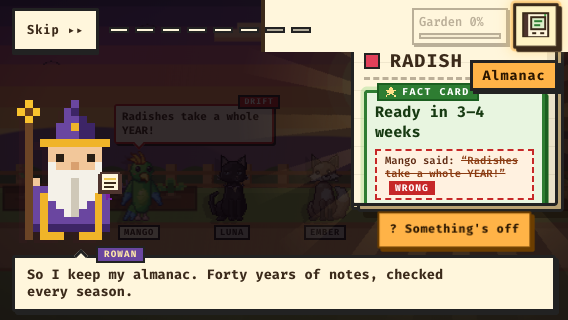 Skip ▸▸
Garden 0%
RADISH
Almanac
FACT CARD
Ready in 3–4
weeks
Mango said: “Radishes
take a whole YEAR!”
WRONG
DRIFT
Radishes take a whole
YEAR!
MANGO
LUNA
EMBER
? Something's off
ROWAN
So I keep my almanac. Forty years of notes, checked
every season.